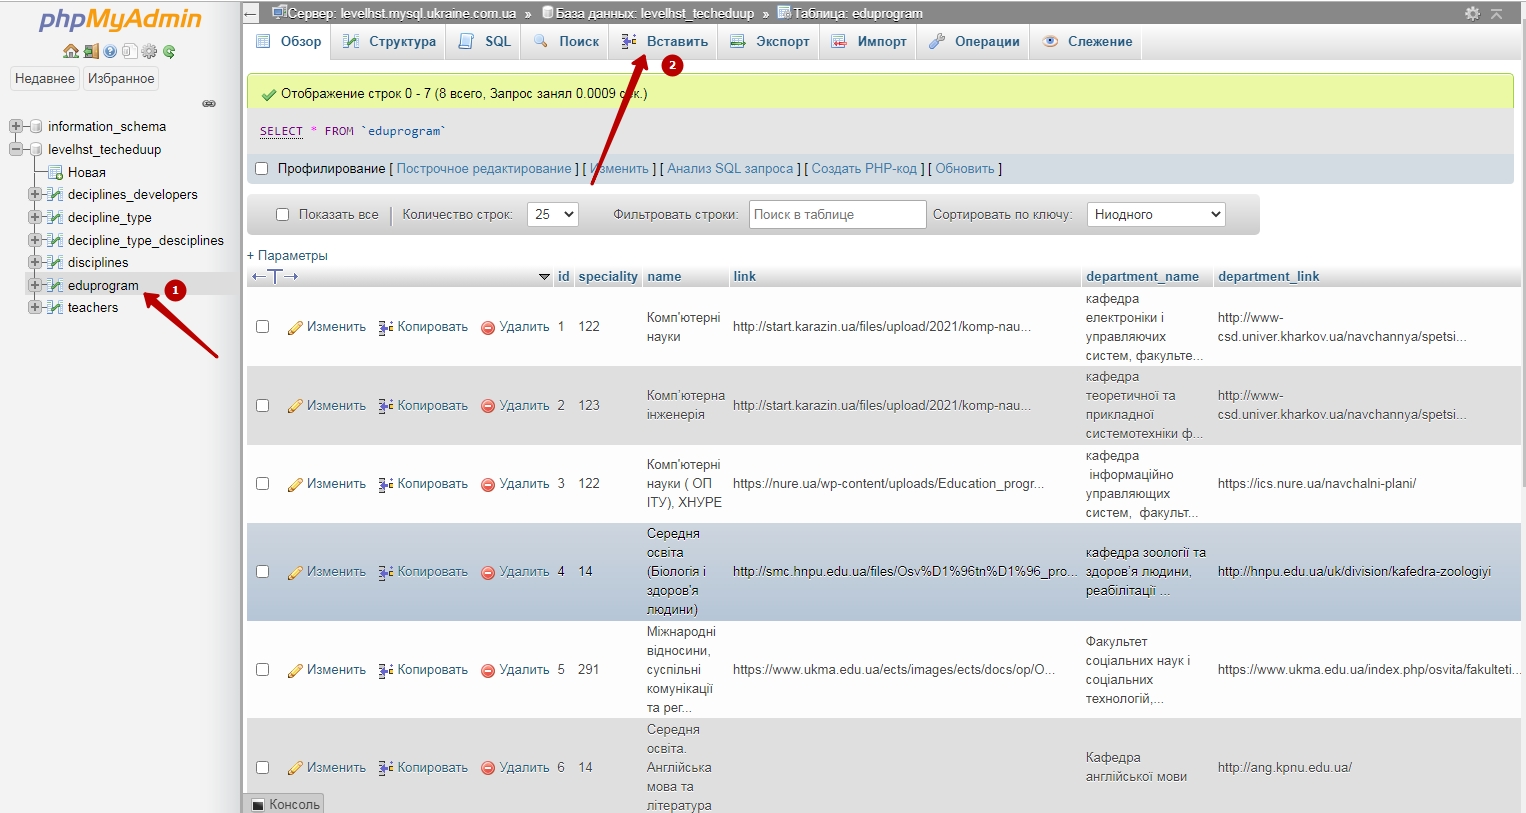 phpMyAdmin
Недавнее Избранное
information_schema
levelhst_techeduup
Новая
deciplines_developers
decipline_type
decipline_type_desciplines
disciplines
eduprogram
1
teachers
Сервер: levelhst.mysql.ukraine.com.ua » База данных: levelhst_techeduup » Таблица: eduprogram
Обзор Структура SQL Поиск Вставить Экспорт Импорт Операции Слежение
2
Отображение строк 0 - 7 (8 всего, Запрос занял 0.0009 сек.)
SELECT * FROM `eduprogram`
Профилирование [ Построчное редактирование ] [ Изменить ] [ Анализ SQL запроса ] [ Создать PHP-код ] [ Обновить ]
Показать все | Количество строк: 25 Фильтровать строки: Поиск в таблице Сортировать по ключу: Ниодного
+ Параметры
←T→ id speciality name link department_name department_link
Изменить Копировать Удалить 1 122
Комп'ютерні
науки
http://start.karazin.ua/files/upload/2021/komp-nau...
кафедра
електроніки і
управляючих
систем, факульте...
http://www-
csd.univer.kharkov.ua/navchannya/spetsi...
Изменить Копировать Удалить 2 123
Комп’ютерна
інженерія
http://start.karazin.ua/files/upload/2021/komp-nau...
кафедра
теоретичної та
прикладної
системотехніки ф...
http://www-
csd.univer.kharkov.ua/navchannya/spetsi...
Изменить Копировать Удалить 3 122
Комп'ютерні
науки ( ОП
ІТУ), ХНУРЕ
https://nure.ua/wp-content/uploads/Education_progr...
кафедра
інформаційно
управляющих
систем, факульт...
https://ics.nure.ua/navchalni-plani/
Изменить Копировать Удалить 4 14
Середня
освіта
(Біологія і
здоров'я
людини)
http://smc.hnpu.edu.ua/files/Osv%D1%96tn%D1%96_pro...
кафедра зоології та
здоров’я людини,
реабілітації ...
http://hnpu.edu.ua/uk/division/kafedra-zoologiyi
Изменить Копировать Удалить 5 291
Міжнародні
відносини,
суспільні
комунікації
та рег...
https://www.ukma.edu.ua/ects/images/ects/docs/op/O...
Факультет
соціальних наук і
соціальних
технологій,...
https://www.ukma.edu.ua/index.php/osvita/fakulteti...
Изменить Копировать Удалить 6 14
Середня
освіта.
Англійська
мова та
література
Кафедра
англійської мови
http://ang.kpnu.edu.ua/
Консоль